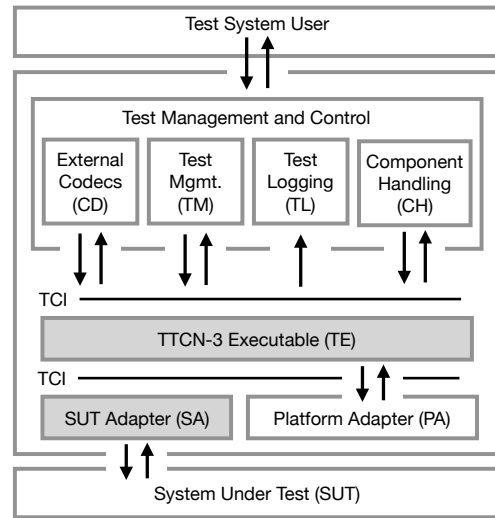 Test System User
Test Management and Control
External
Codecs
(CD)
Test
Mgmt.
(TM)
Test
Logging
(TL)
Component
Handling
(CH)
TCI
TTCN-3 Executable (TE)
TCI
SUT Adapter (SA)
Platform Adapter (PA)
System Under Test (SUT)